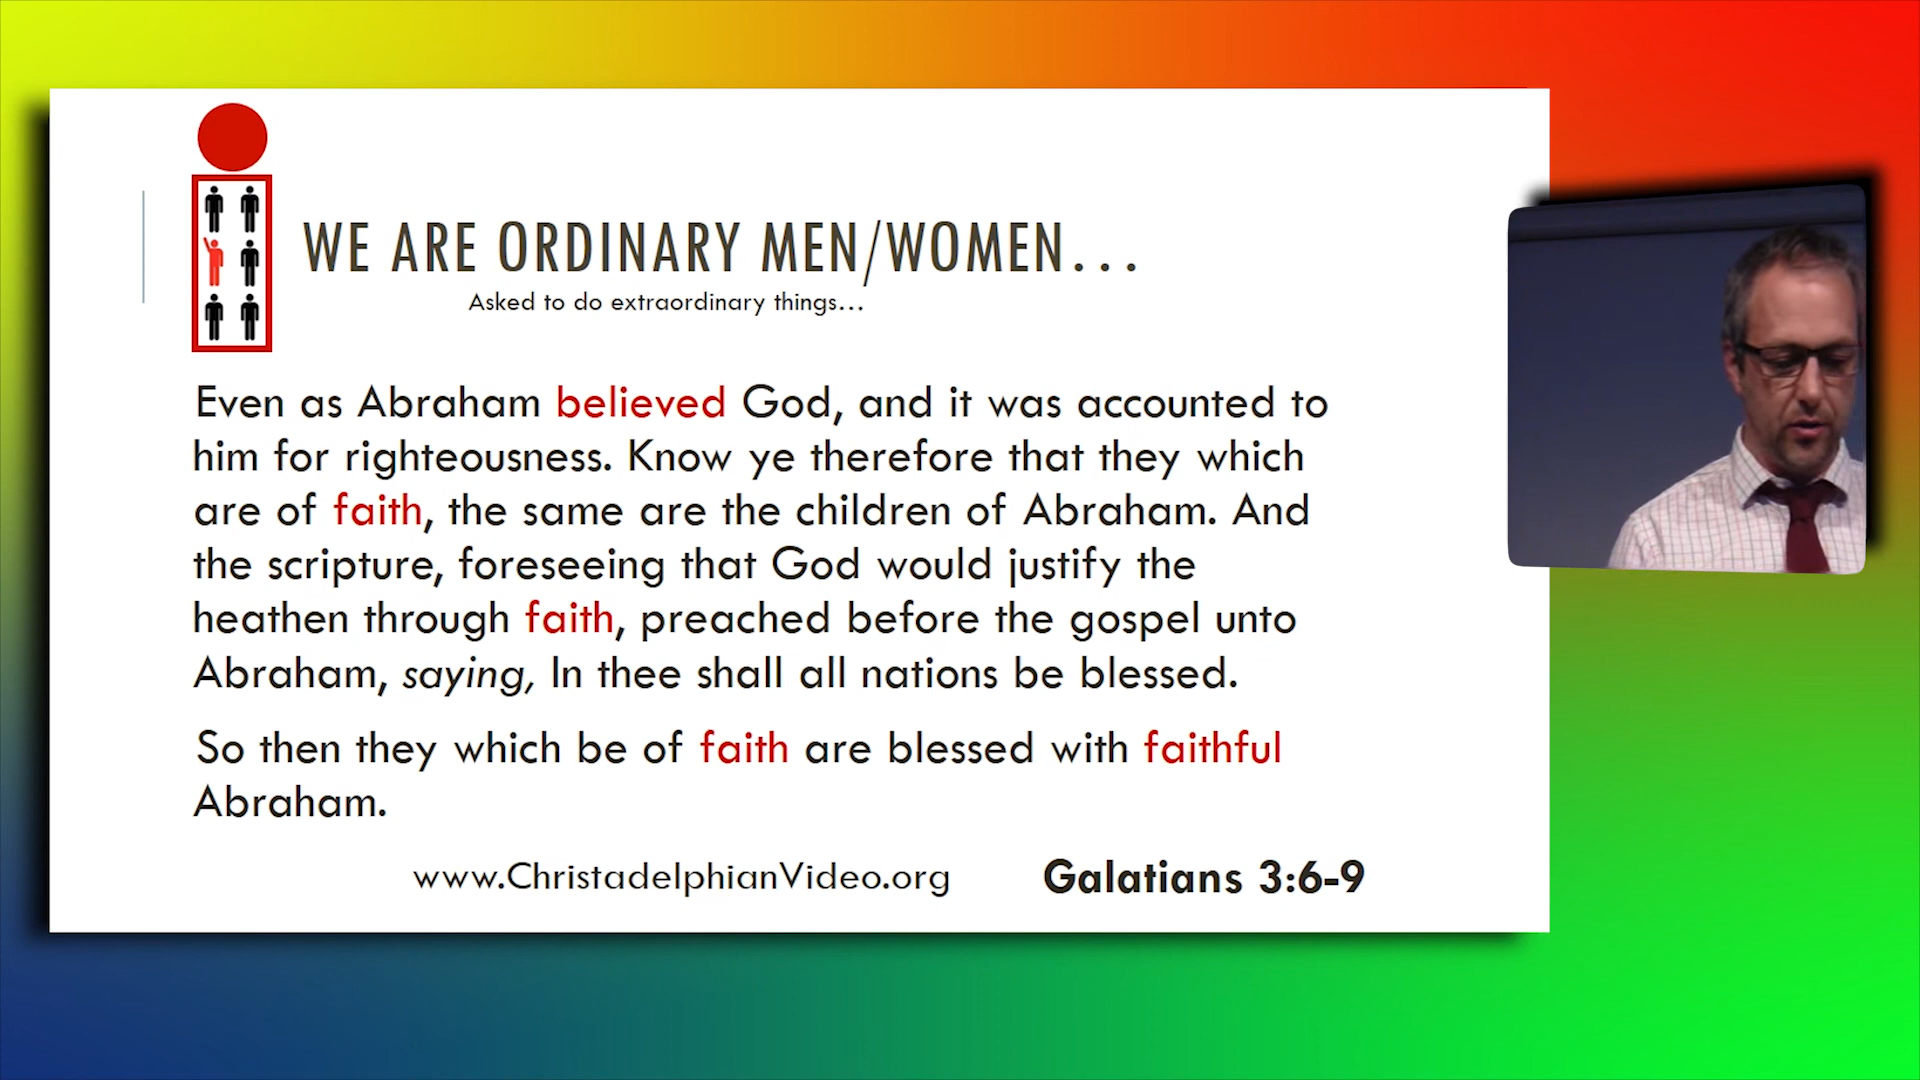 WE ARE ORDINARY MEN/WOMEN...
Asked to do extraordinary things...
Even as Abraham believed God, and it was accounted to
him for righteousness. Know ye therefore that they which
are of faith, the same are the children of Abraham. And
the scripture, foreseeing that God would justify the
heathen through faith, preached before the gospel unto
Abraham, saying, In thee shall all nations be blessed.
So then they which be of faith are blessed with faithful
Abraham.
www.ChristadelphianVideo.org
Galatians 3:6-9